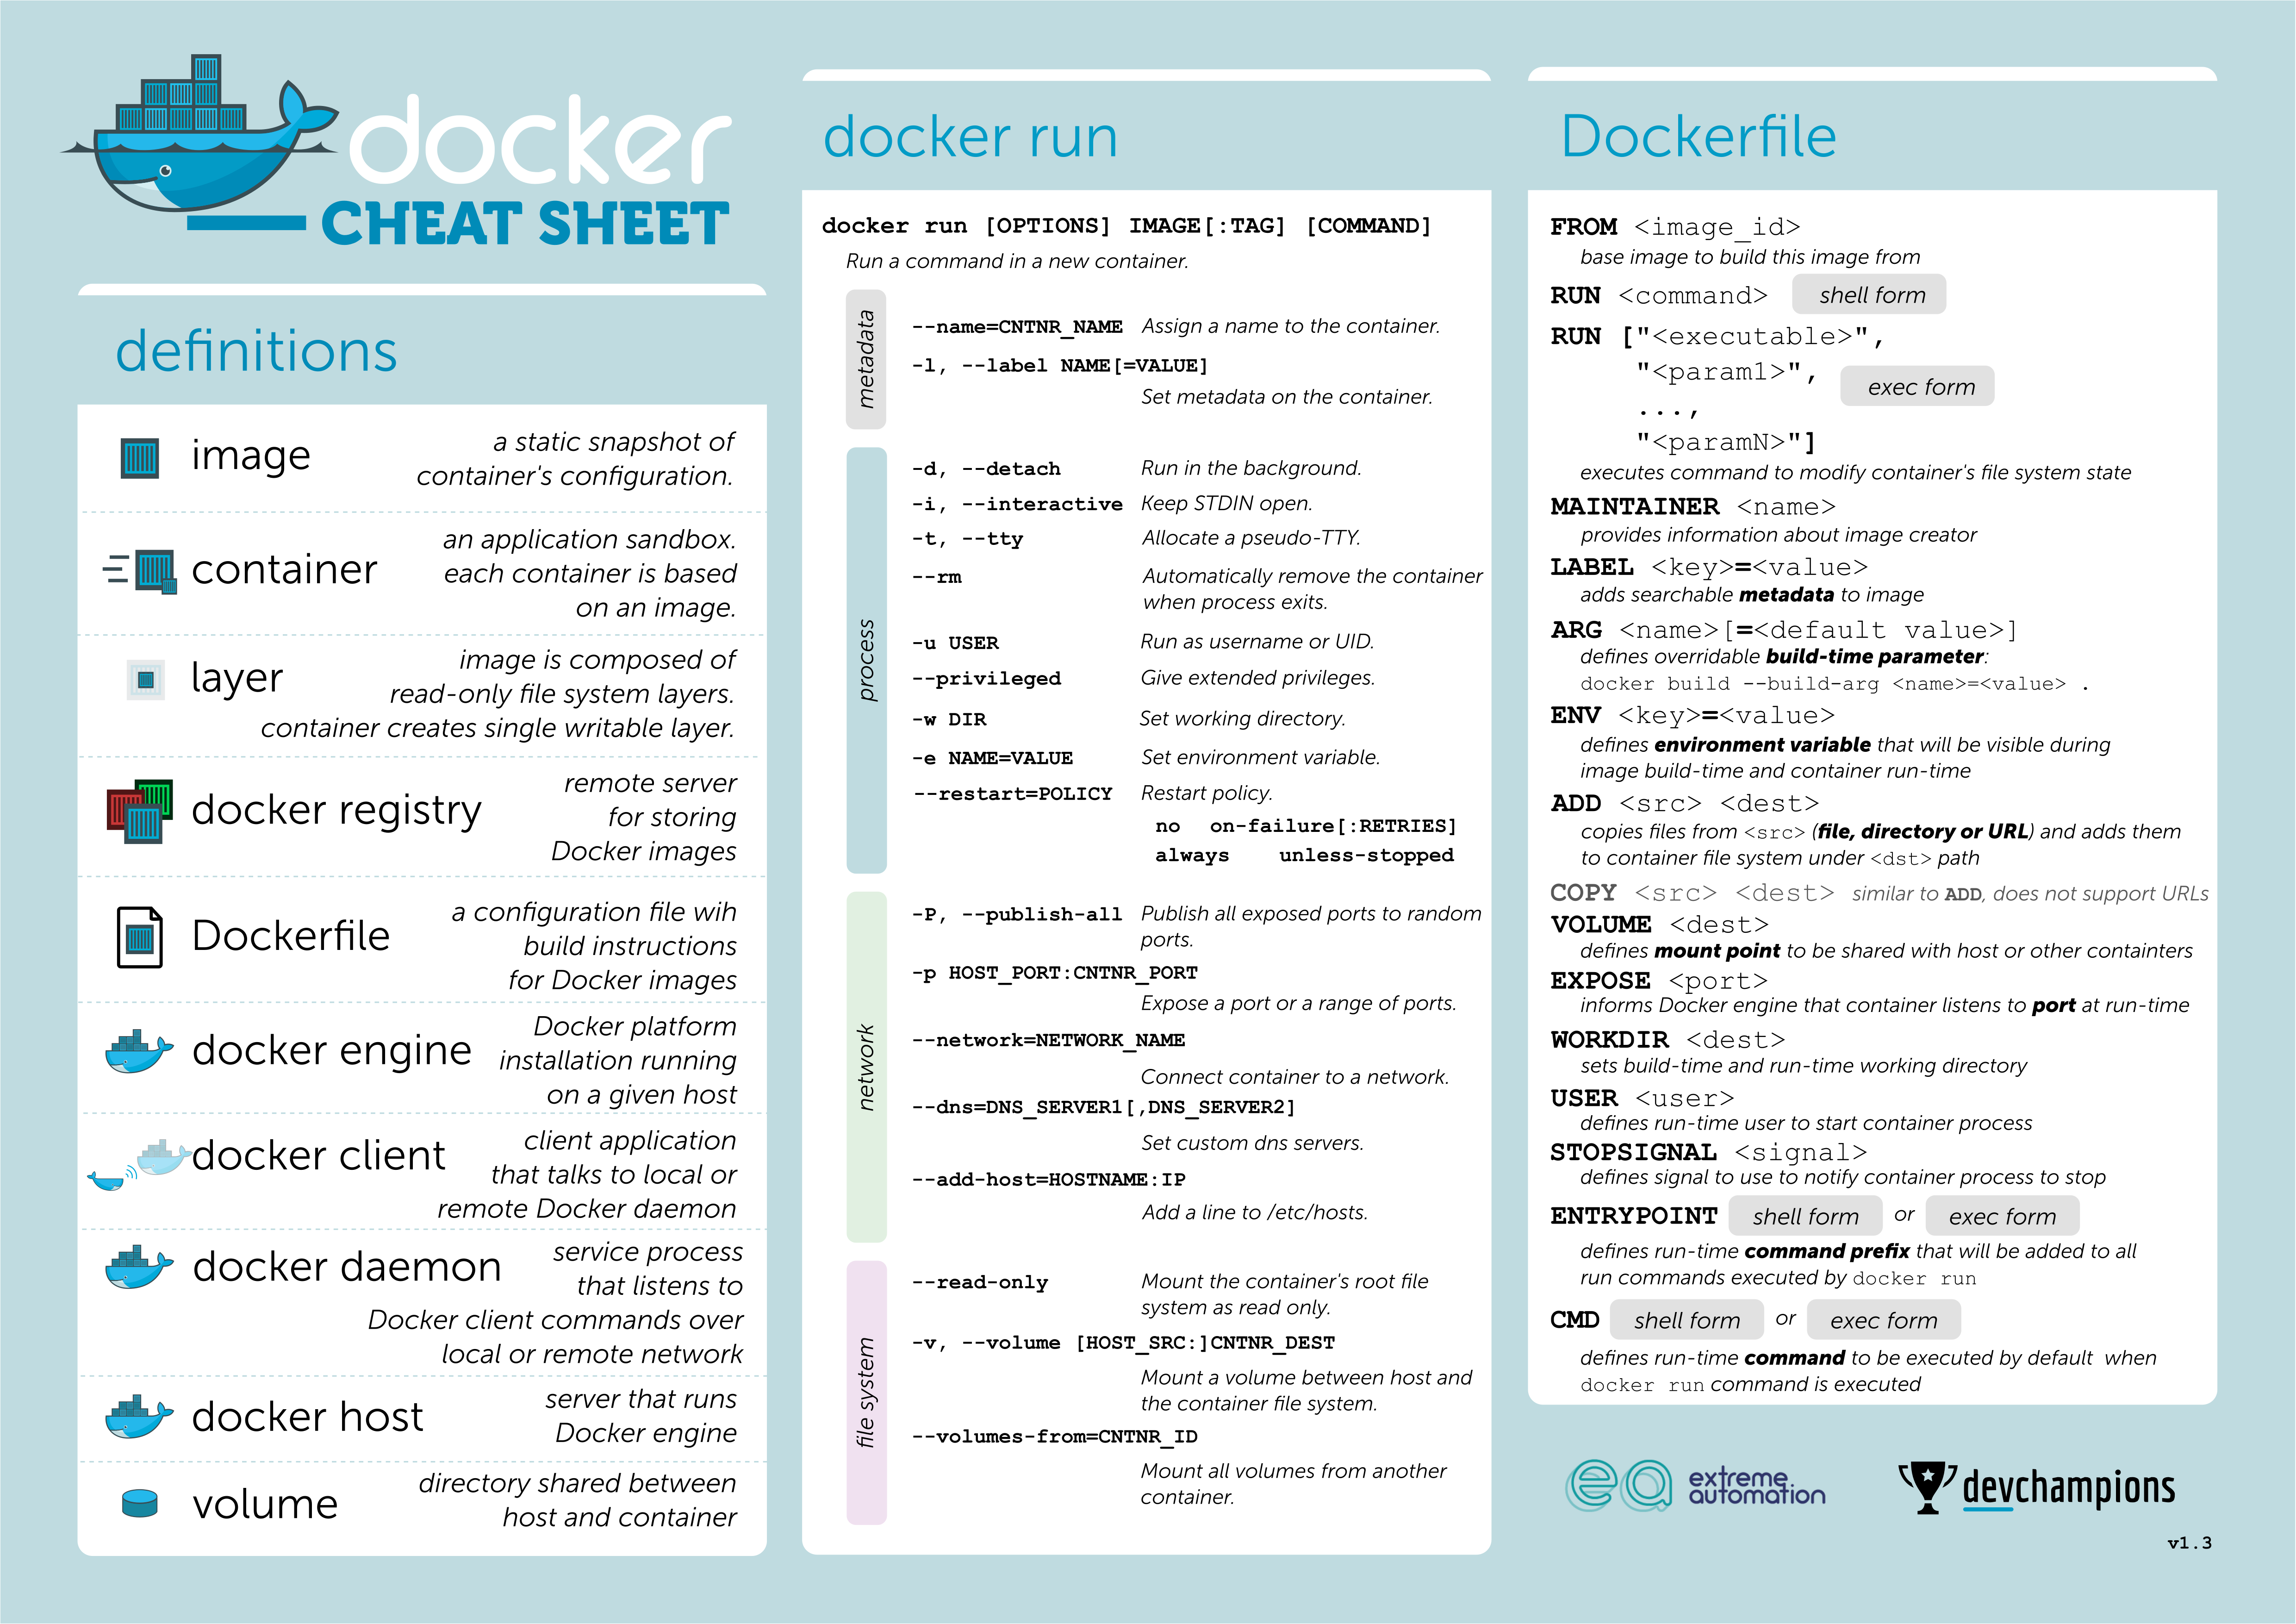 docker
CHEAT SHEET
definitions
image
a static snapshot of
container's configuration.
container
an application sandbox.
each container is based
on an image.
layer
image is composed of
read-only file system layers.
container creates single writable layer.
docker registry
remote server
for storing
Docker images
Dockerfile
a configuration file wih
build instructions
for Docker images
docker engine
Docker platform
installation running
on a given host
docker client
client application
that talks to local or
remote Docker daemon
docker daemon
service process
that listens to
Docker client commands over
local or remote network
docker host
server that runs
Docker engine
volume
directory shared between
host and container
docker run
docker run [OPTIONS] IMAGE[:TAG] [COMMAND]
Run a command in a new container.
metadata
--name=CNTNR_NAME Assign a name to the container.
-l, --label NAME[=VALUE]
Set metadata on the container.
process
-d, --detach Run in the background.
-i, --interactive Keep STDIN open.
-t, --tty Allocate a pseudo-TTY.
--rm Automatically remove the container
when process exits.
-u USER Run as username or UID.
--privileged Give extended privileges.
-w DIR Set working directory.
-e NAME=VALUE Set environment variable.
--restart=POLICY Restart policy.
no on-failure[:RETRIES]
always unless-stopped
network
-P, --publish-all Publish all exposed ports to random
ports.
-p HOST_PORT:CNTNR_PORT
Expose a port or a range of ports.
--network=NETWORK_NAME
Connect container to a network.
--dns=DNS_SERVER1[,DNS_SERVER2]
Set custom dns servers.
--add-host=HOSTNAME:IP
Add a line to /etc/hosts.
file system
--read-only Mount the container's root file
system as read only.
-v, --volume [HOST_SRC:]CNTNR_DEST
Mount a volume between host and
the container file system.
--volumes-from=CNTNR_ID
Mount all volumes from another
container.
Dockerfile
FROM <image_id>
base image to build this image from
RUN <command> shell form
RUN ["<executable>",
"<param1>",
exec form
...,
"<paramN>"]
executes command to modify container's file system state
MAINTAINER <name>
provides information about image creator
LABEL <key>=<value>
adds searchable metadata to image
ARG <name>[=<default value>]
defines overridable build-time parameter:
docker build --build-arg <name>=<value> .
ENV <key>=<value>
defines environment variable that will be visible during
image build-time and container run-time
ADD <src> <dest>
copies files from <src> (file, directory or URL) and adds them
to container file system under <dst> path
COPY <src> <dest> similar to ADD, does not support URLs
VOLUME <dest>
defines mount point to be shared with host or other containters
EXPOSE <port>
informs Docker engine that container listens to port at run-time
WORKDIR <dest>
sets build-time and run-time working directory
USER <user>
defines run-time user to start container process
STOPSIGNAL <signal>
defines signal to use to notify container process to stop
ENTRYPOINT shell form or exec form
defines run-time command prefix that will be added to all
run commands executed by docker run
CMD shell form or exec form
defines run-time command to be executed by default when
docker run command is executed
ea extreme
automation
devchampions
v1.3